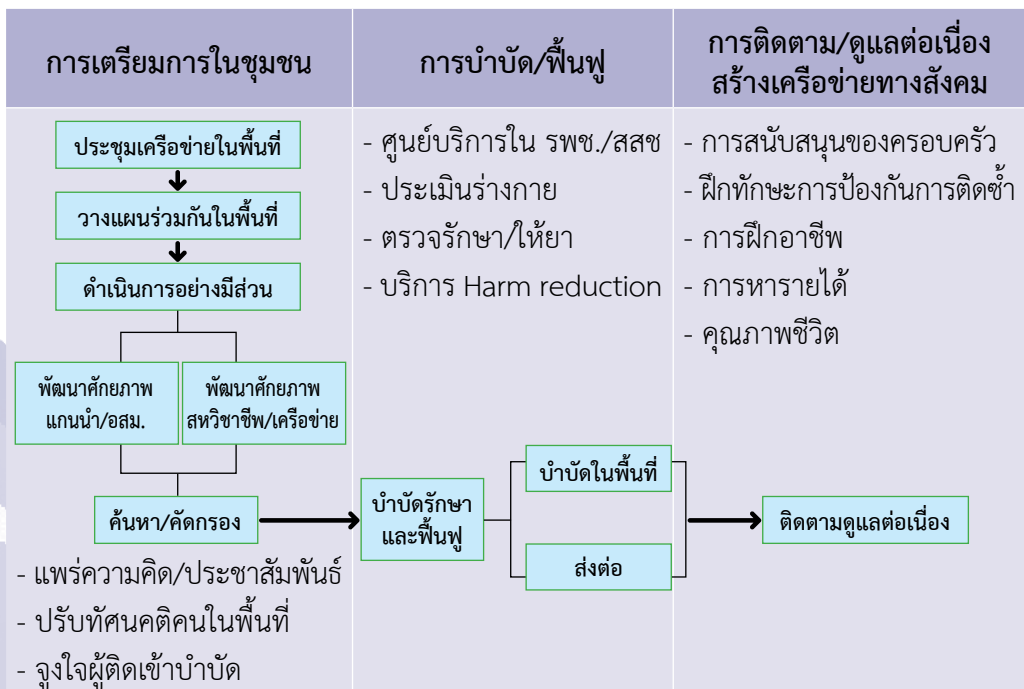 การเตรียมการในชุมชน
ประชุมเครือข่ายในพื้นที่
วางแผนร่วมกันในพื้นที่
ดำเนินการอย่างมีส่วน
พัฒนาศักยภาพ
แกนนำ/อสม.
พัฒนาศักยภาพ
สหวิชาชีพ/เครือข่าย
ค้นหา/คัดกรอง
- แพร่ความคิด/ประชาสัมพันธ์
- ปรับทัศนคติคนในพื้นที่
- จูงใจผู้ติดเข้าบำบัด
การบำบัด/ฟื้นฟู
- ศูนย์บริการใน รพช./สสช
- ประเมินร่างกาย
- ตรวจรักษา/ให้ยา
- บริการ Harm reduction
บำบัดรักษา
และฟื้นฟู
บำบัดในพื้นที่
ส่งต่อ
การติดตาม/ดูแลต่อเนื่อง
สร้างเครือข่ายทางสังคม
- การสนับสนุนของครอบครัว
- ฝึกทักษะการป้องกันการติดซ้ำ
- การฝึกอาชีพ
- การหารายได้
- คุณภาพชีวิต
ติดตามดูแลต่อเนื่อง